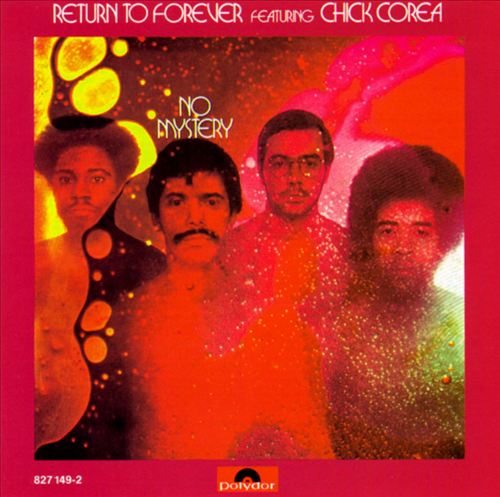 RETURN TO FOREVER FEATURING CHICK COREA
NO
MYSTERY
827 149-2
Polydor